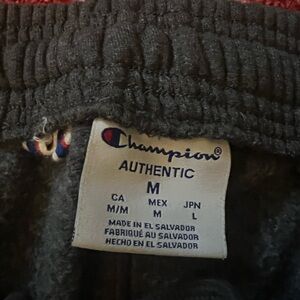 Champion®
AUTHENTIC
M
CA MEX JPN
M/M M L
MADE IN EL SALVADOR
FABRIQUÉ AU SALVADOR
HECHO EN EL SALVADOR